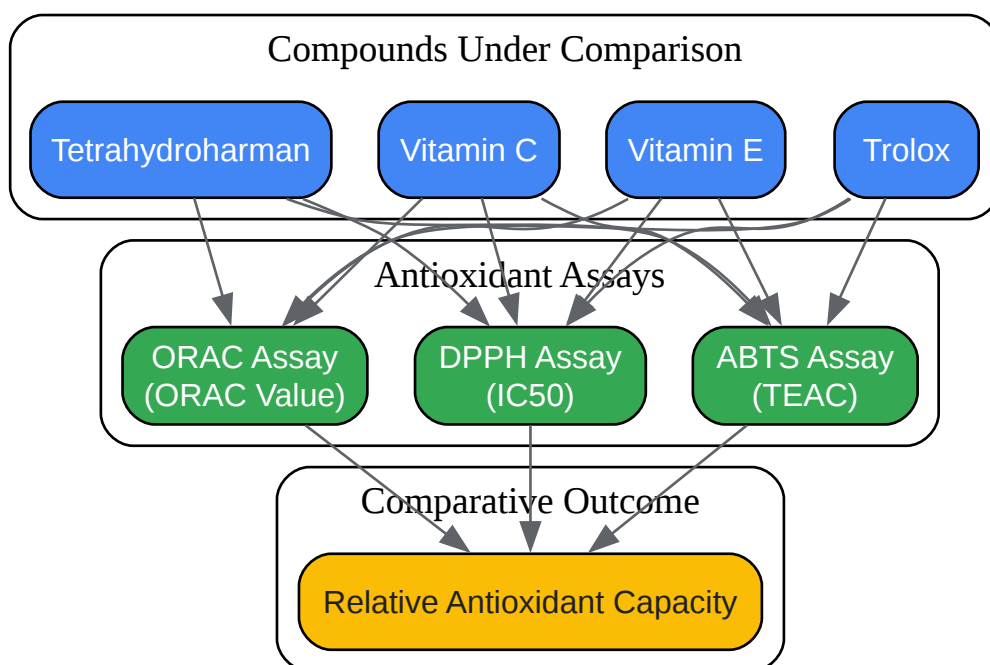 Compounds Under Comparison
Tetrahydroharman
Vitamin C
Vitamin E
Trolox
Antioxidant Assays
ORAC Assay
(ORAC Value)
DPPH Assay
(IC50)
ABTS Assay
(TEAC)
Comparative Outcome
Relative Antioxidant Capacity